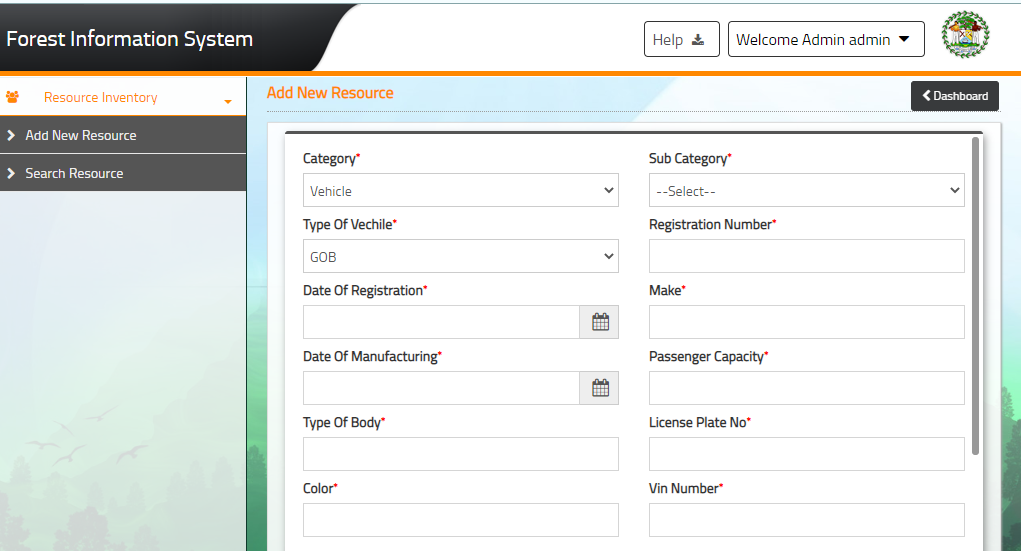 Forest Information System
Help
Welcome Admin admin
Resource Inventory
Add New Resource
Search Resource
Add New Resource
Dashboard
Category*
Sub Category*
Vehicle
--Select--
Type Of Vechile*
Registration Number*
GOB
Date Of Registration*
Make*
Date Of Manufacturing*
Passenger Capacity*
Type Of Body*
License Plate No*
Color*
Vin Number*